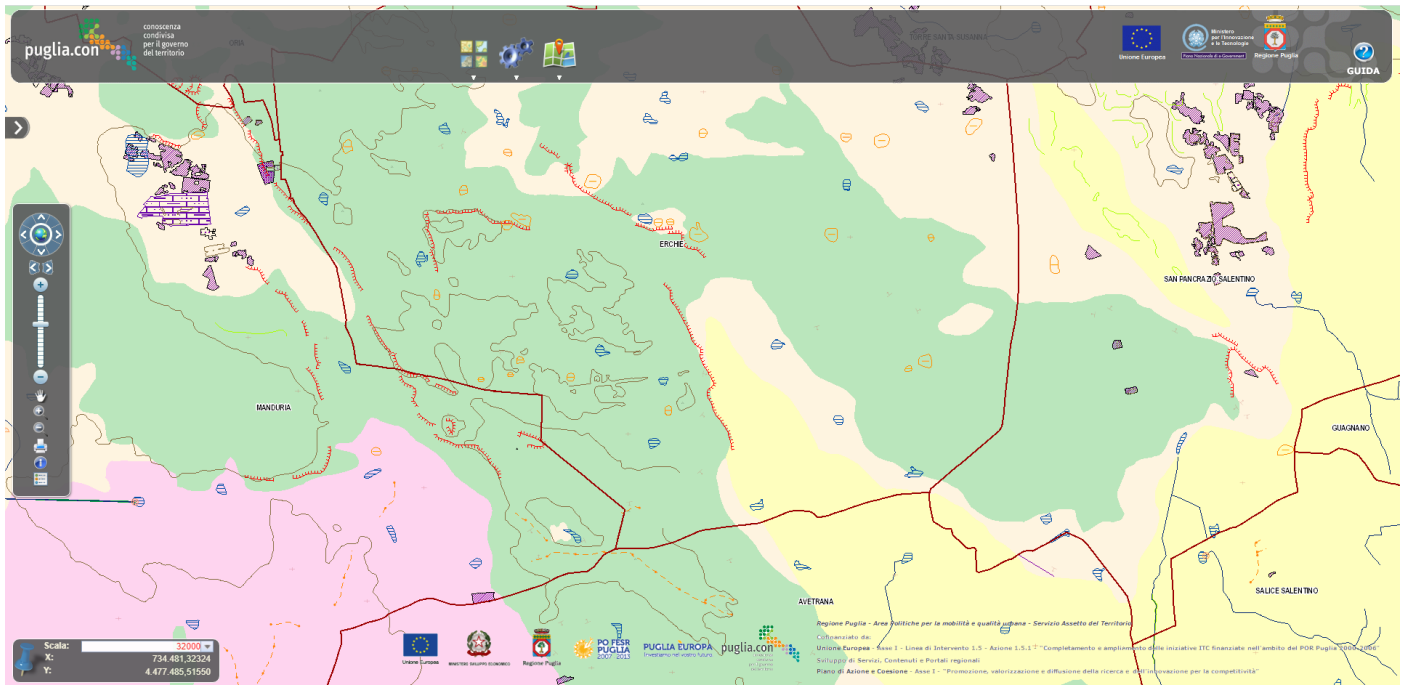 puglia.con
conoscenza
condivisa
per il governo
del territorio
ORIA
TORRE SANTA SUSANNA
Unione Europea
Ministero
per l'Innovazione
e le Tecnologie
Regione Puglia
GUIDA
ERCHIE
SAN PANCRAZIO SALENTINO
MANDURIA
GUAGNANO
SALICE SALENTINO
AVETRANA
Scala: 32000
X: 734.481,32324
Y: 4.477.485,51550
Unione Europea
MINISTERO SVILUPPO ECONOMICO
Regione Puglia
PO FESR
PUGLIA
2007-2013
PUGLIA EUROPA
Investiamo nel vostro futuro
puglia.con
Regione Puglia - Area Politiche per la mobilità e qualità urbana - Servizio Assetto del Territorio
Cofinanziato da:
Unione Europea - Asse I - Linea di Intervento 1.5 - Azione 1.5.1 "Completamento e ampliamento delle iniziative ITC finanziate nell'ambito del POR Puglia 2000-2006"
Sviluppo di Servizi, Contenuti e Portali regionali
Piano di Azione e Coesione - Asse I - "Promozione, valorizzazione e diffusione della ricerca e dell'innovazione per la competitività"